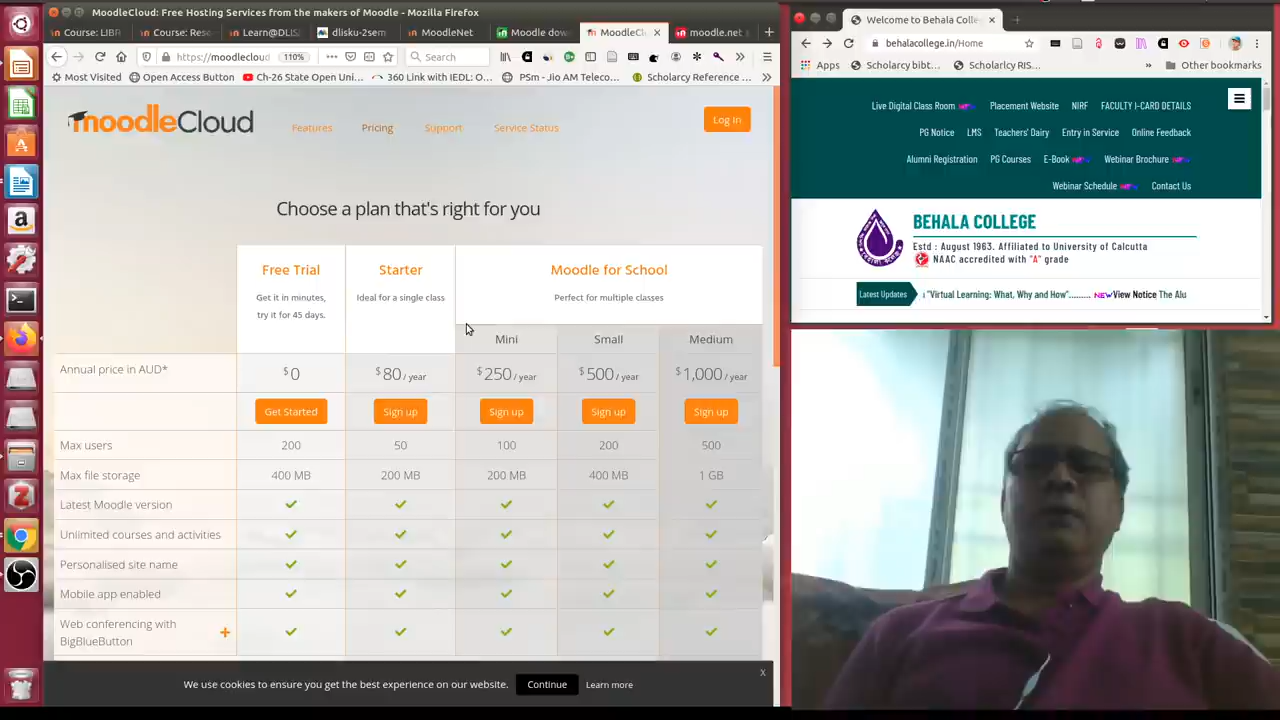 MoodleCloud: Free Hosting Services from the makers of Moodle - Mozilla Firefox
Course: LIBR
Course: Rese
Learn@DLIS
dlisku-2sem
MoodleNet
Moodle dow
MoodleCl
moodle.net s
https://moodleclou
110%
Search
Most Visited
Open Access Button
Ch-26 State Open Uni...
360 Link with IEDL: O...
PSm - Jio AM Teleco...
Scholarcy Reference ...
moodleCloud
Features
Pricing
Support
Service Status
Log in
Choose a plan that's right for you
Free Trial
Get it in minutes,
try it for 45 days.
Starter
Ideal for a single class
Moodle for School
Perfect for multiple classes
Mini
Small
Medium
Annual price in AUD*
$0
$80 / year
$250 / year
$500 / year
$1,000 / year
Get Started
Sign up
Sign up
Sign up
Sign up
Max users
200
50
100
200
500
Max file storage
400 MB
200 MB
200 MB
400 MB
1 GB
Latest Moodle version
Unlimited courses and activities
Personalised site name
Mobile app enabled
Web conferencing with
BigBlueButton
We use cookies to ensure you get the best experience on our website.
Continue
Learn more
X
Welcome to Behala Colle
behalacollege.in/Home
Apps
Scholarcy bibt...
Scholarlcy RIS...
Other bookmarks
Live Digital Class Room
Placement Website
NIRF
FACULTY I-CARD DETAILS
PG Notice
LMS
Teachers' Dairy
Entry in Service
Online Feedback
Alumni Registration
PG Courses
E-Book
Webinar Brochure
Webinar Schedule
Contact Us
BEHALA COLLEGE
Estd : August 1963. Affiliated to University of Calcutta
NAAC accredited with "A" grade
Latest Updates
"Virtual Learning: What, Why and How"......... NEW View Notice The Alu